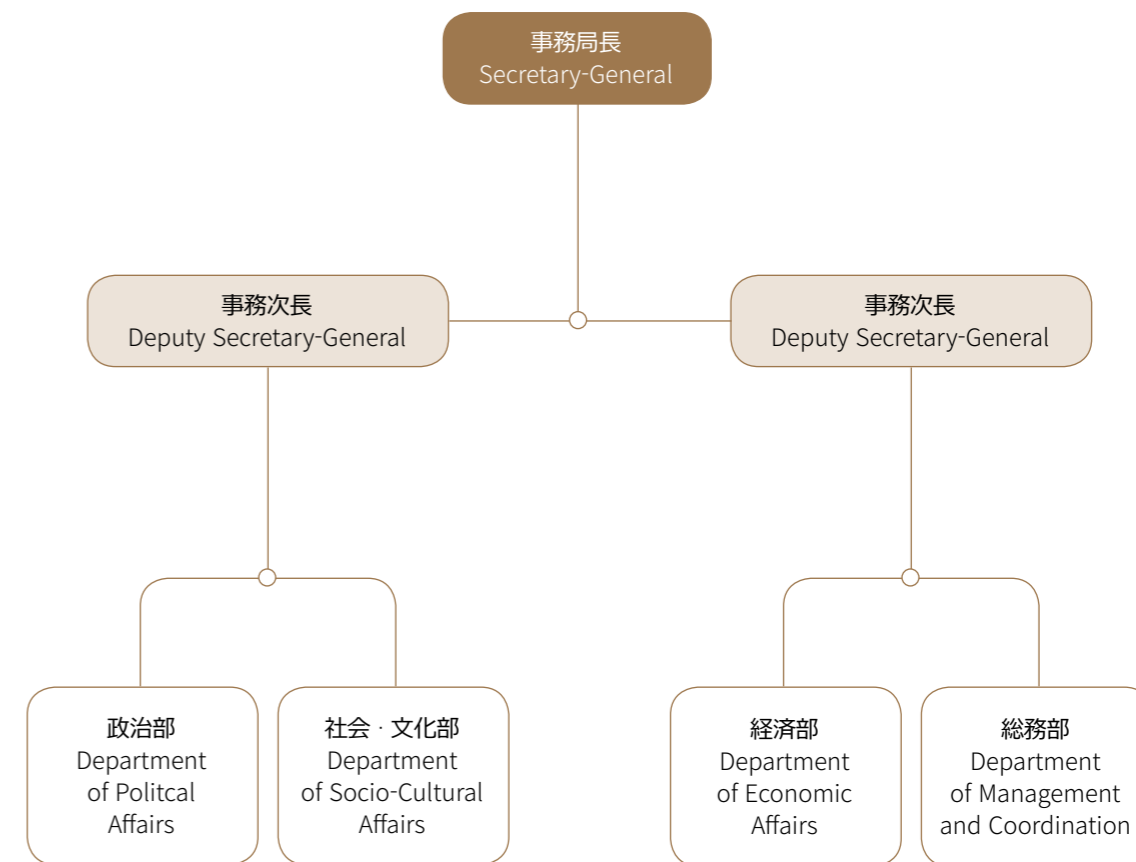 事務局長
Secretary-General
事務次長
Deputy Secretary-General
事務次長
Deputy Secretary-General
政治部
Department
of Politcal
Affairs
社会・文化部
Department
of Socio-Cultural
Affairs
経済部
Department
of Economic
Affairs
総務部
Department
of Management
and Coordination